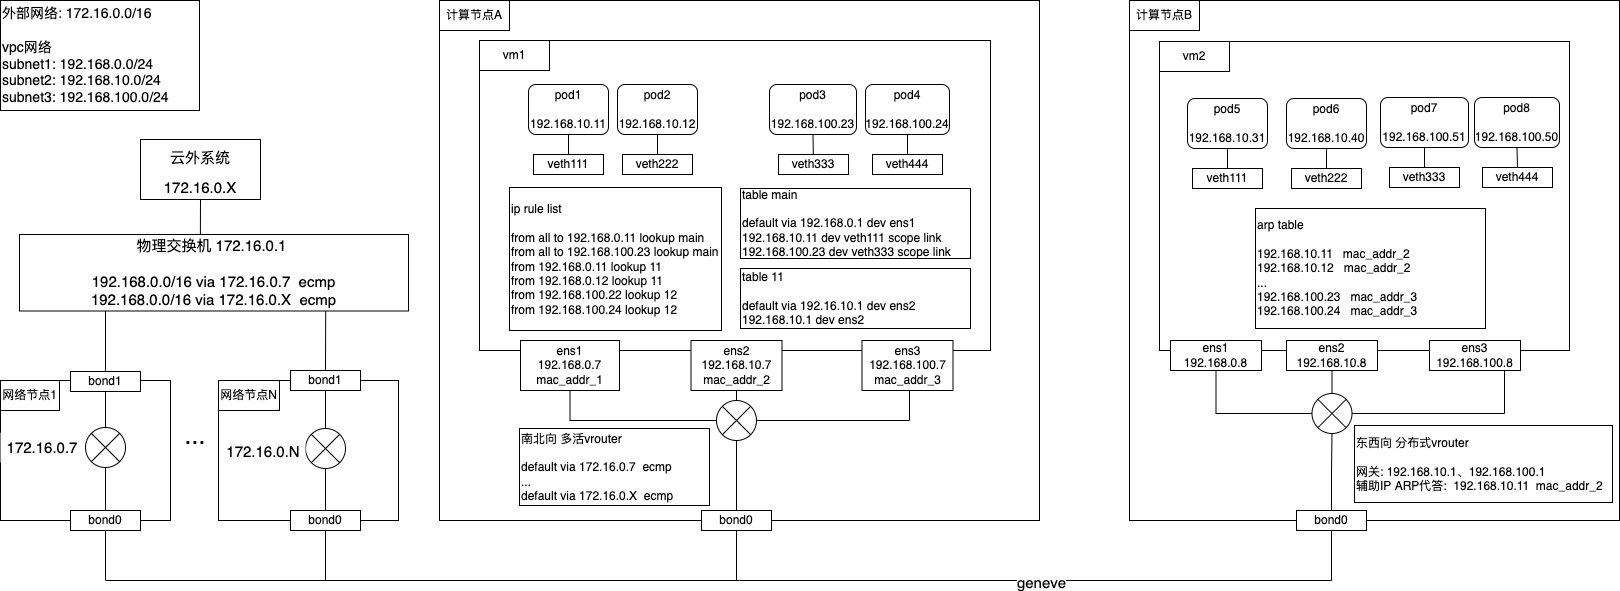 外部网络: 172.16.0.0/16
vpc网络
subnet1: 192.168.0.0/24
subnet2: 192.168.10.0/24
subnet3: 192.168.100.0/24
云外系统
172.16.0.X
物理交换机 172.16.0.1
192.168.0.0/16 via 172.16.0.7 ecmp
192.168.0.0/16 via 172.16.0.X ecmp
bond1
网络节点1
172.16.0.7
bond0
...
bond1
网络节点N
172.16.0.N
bond0
计算节点A
vm1
pod1
192.168.10.11
veth111
pod2
192.168.10.12
veth222
pod3
192.168.100.23
veth333
pod4
192.168.100.24
veth444
ip rule list
from all to 192.168.0.11 lookup main
from all to 192.168.100.23 lookup main
from 192.168.0.11 lookup 11
from 192.168.0.12 lookup 11
from 192.168.100.22 lookup 12
from 192.168.100.24 lookup 12
table main
default via 192.168.0.1 dev ens1
192.168.10.11 dev veth111 scope link
192.168.100.23 dev veth333 scope link
table 11
default via 192.16.10.1 dev ens2
192.168.10.1 dev ens2
ens1
192.168.0.7
mac_addr_1
ens2
192.168.10.7
mac_addr_2
ens3
192.168.100.7
mac_addr_3
南北向 多活vrouter
default via 172.16.0.7 ecmp
...
default via 172.16.0.X ecmp
bond0
计算节点B
vm2
pod5
192.168.10.31
veth111
pod6
192.168.10.40
veth222
pod7
192.168.100.51
veth333
pod8
192.168.100.50
veth444
arp table
192.168.10.11 mac_addr_2
192.168.10.12 mac_addr_2
...
192.168.100.23 mac_addr_3
192.168.100.24 mac_addr_3
ens1
192.168.0.8
ens2
192.168.10.8
ens3
192.168.100.8
东西向 分布式vrouter
网关: 192.168.10.1、192.168.100.1
辅助IP ARP代答: 192.168.10.11 mac_addr_2
bond0
geneve